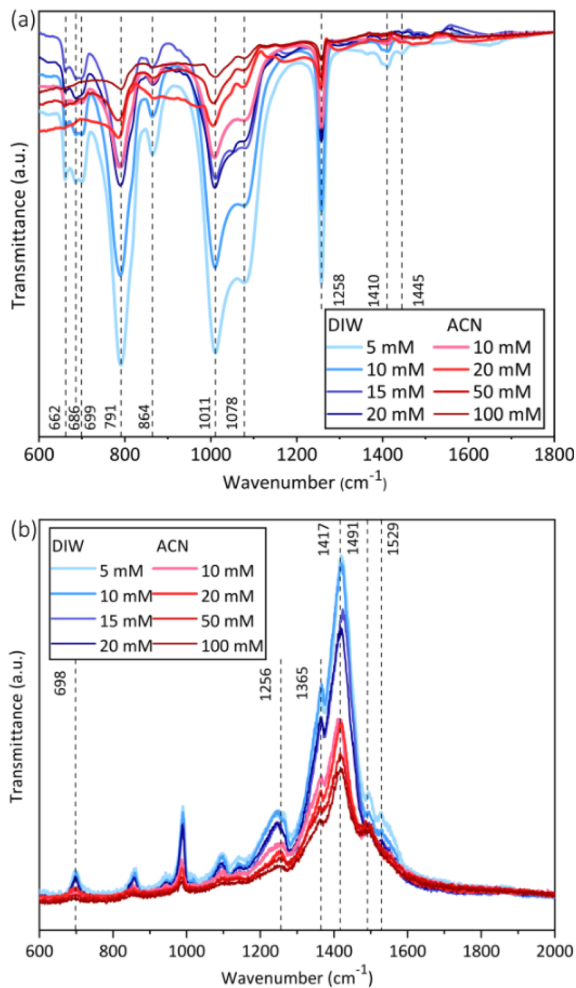 (a)
Transmittance (a.u.)
662
686
699
791
864
1011
1078
1258
1410
1445
DIW ACN
5 mM 10 mM
10 mM 20 mM
15 mM 50 mM
20 mM 100 mM
600 800 1000 1200 1400 1600 1800
Wavenumber (cm⁻¹)
(b)
DIW ACN
5 mM 10 mM
10 mM 20 mM
15 mM 50 mM
20 mM 100 mM
Transmittance (a.u.)
698
1256
1365
1417
1491
1529
600 800 1000 1200 1400 1600 1800 2000
Wavenumber (cm⁻¹)